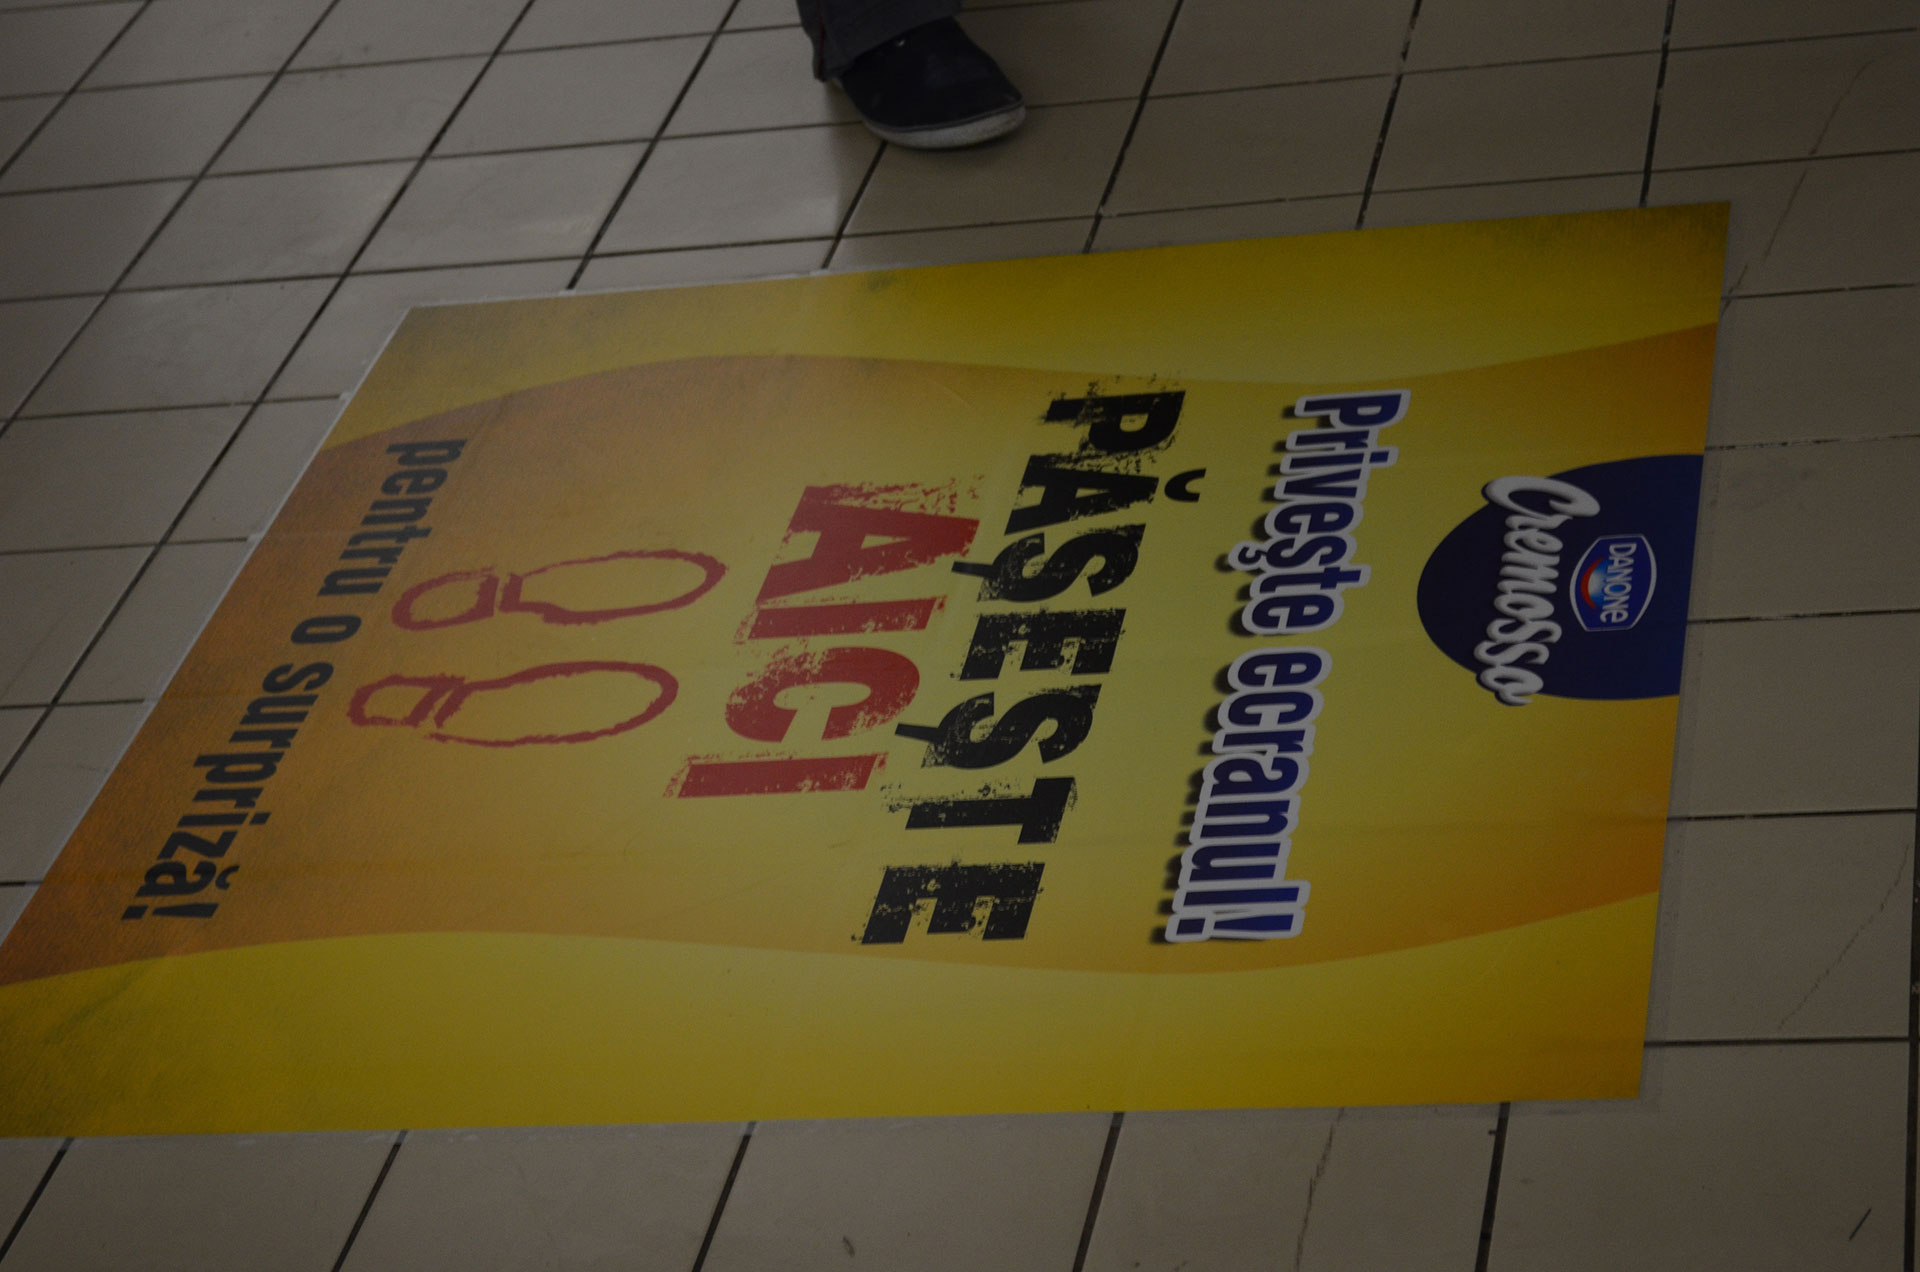 DANONE
Cremosso
Privește ecranul!
PĂȘEȘTE
AICI
pentru o surpriză!